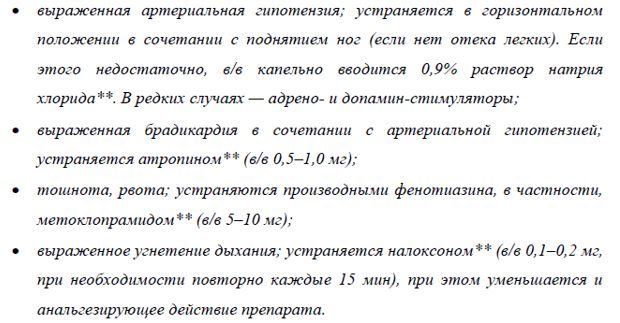 • выраженная артериальная гипотензия; устраняется в горизонтальном
положении в сочетании с поднятием ног (если нет отека легких). Если
этого недостаточно, в/в капельно вводится 0,9% раствор натрия
хлорида**. В редких случаях — адрено- и допамин-стимуляторы;
• выраженная брадикардия в сочетании с артериальной гипотензией;
устраняется атропином** (в/в 0,5–1,0 мг);
• тошнота, рвота; устраняются производными фенотиазина, в частности,
метоклопрамидом** (в/в 5–10 мг);
• выраженное угнетение дыхания; устраняется налоксоном** (в/в 0,1–0,2 мг,
при необходимости повторно каждые 15 мин), при этом уменьшается и
анальгезирующее действие препарата.